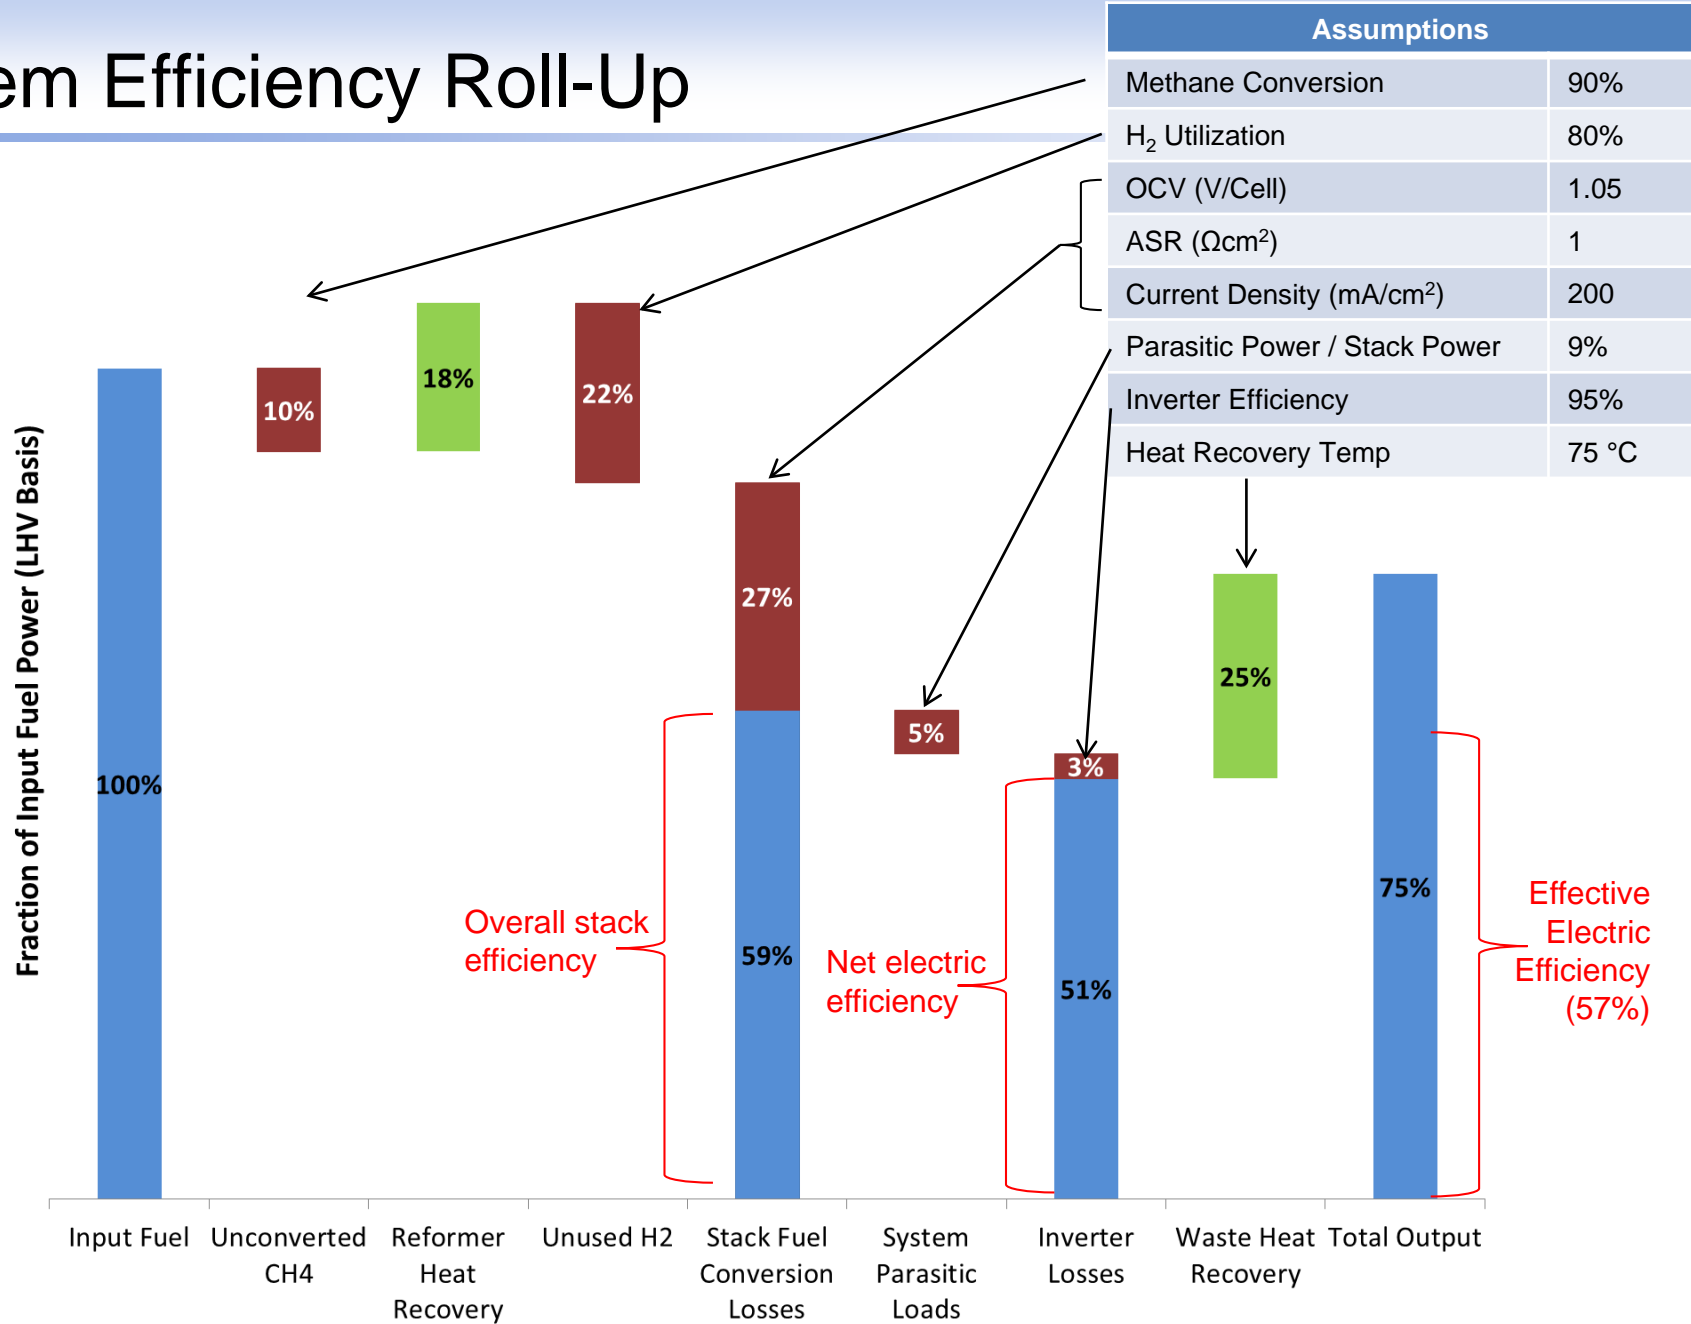 em Efficiency Roll-Up
Assumptions
Methane Conversion 90%
H₂ Utilization 80%
OCV (V/Cell) 1.05
ASR (Ωcm²) 1
Current Density (mA/cm²) 200
Parasitic Power / Stack Power 9%
Inverter Efficiency 95%
Heat Recovery Temp 75 °C
Fraction of Input Fuel Power (LHV Basis)
100%
10%
18%
22%
27%
59%
5%
3%
51%
25%
75%
Overall stack
efficiency
Net electric
efficiency
Effective
Electric
Efficiency
(57%)
Input Fuel
Unconverted
CH4
Reformer
Heat
Recovery
Unused H2
Stack Fuel
Conversion
Losses
System
Parasitic
Loads
Inverter
Losses
Waste Heat
Recovery
Total Output